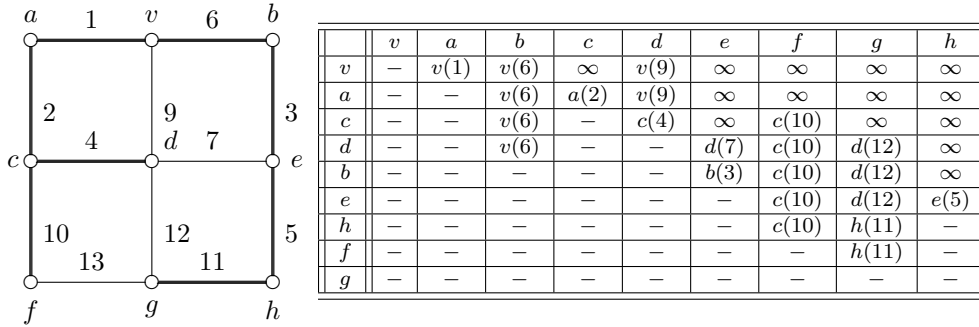 a 1 v 6 b
2 9 3
c 4 d 7 e
10 12 5
13 11
f g h
v a b c d e f g h
v − v(1) v(6) ∞ v(9) ∞ ∞ ∞ ∞
a − − v(6) a(2) v(9) ∞ ∞ ∞ ∞
c − − v(6) − c(4) ∞ c(10) ∞ ∞
d − − v(6) − − d(7) c(10) d(12) ∞
b − − − − − b(3) c(10) d(12) ∞
e − − − − − − c(10) d(12) e(5)
h − − − − − − c(10) h(11) −
f − − − − − − − h(11) −
g − − − − − − − − −